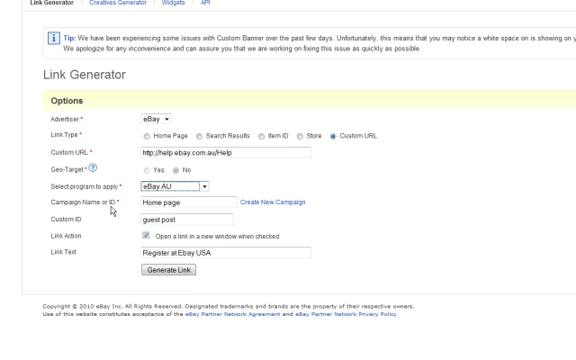 Link Generator | Creatives Generator | Widgets | API
Tip: We have been experiencing some issues with Custom Banner over the past few days. Unfortunately, this means that you may notice a white space on is showing on y
We apologize for any inconvenience and can assure you that we are working on fixing this issue as quickly as possible.
Link Generator
Options
Advertiser * eBay
Link Type * Home Page Search Results Item ID Store Custom URL
Custom URL * http://help.ebay.com.au/Help
Geo-Target * ? Yes No
Select program to apply * eBay AU
Campaign Name or ID * Home page Create New Campaign
Custom ID guest post
Link Action Open a link in a new window when checked
Link Text Register at Ebay USA
Generate Link
Copyright © 2010 eBay Inc. All Rights Reserved. Designated trademarks and brands are the property of their respective owners.
Use of this website constitutes acceptance of the eBay Partner Network Agreement and eBay Partner Network Privacy Policy